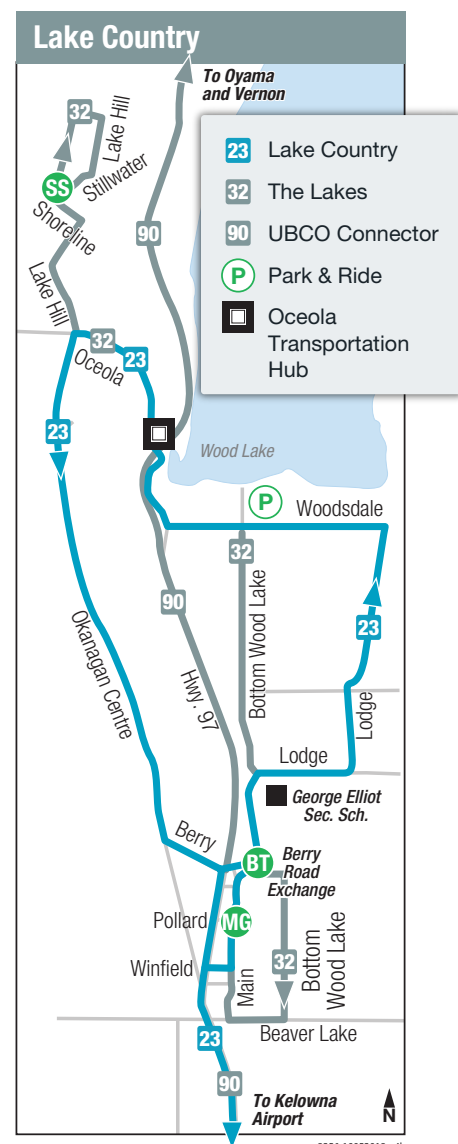 Lake Country
To Oyama
and Vernon
32
Lake Hill
SS
Stillwater
Shoreline
90
Lake Hill
32
23
Oceola
23
Wood Lake
23 Lake Country
32 The Lakes
90 UBCO Connector
P Park & Ride
Oceola
Transportation
Hub
P
Woodsdale
32
90
Bottom Wood Lake
23
Okanagan Centre
Hwy. 97
Lodge
Lodge
George Elliot
Sec. Sch.
Berry
BT
Berry
Road
Exchange
Pollard
MG
Winfield
Main
32
Bottom
Wood Lake
23
Beaver Lake
90
To Kelowna
Airport
N